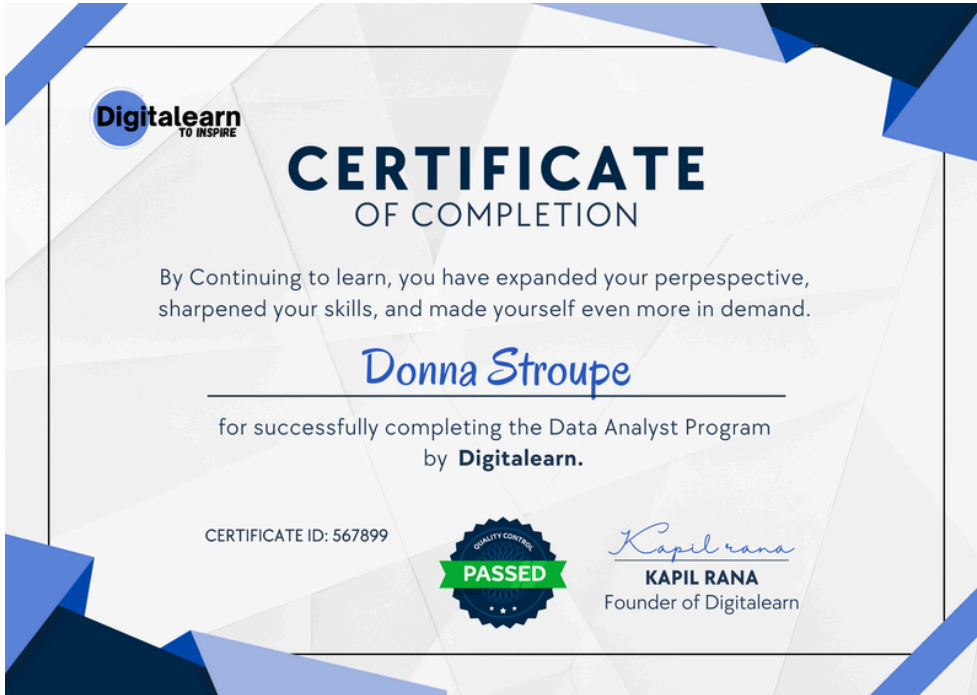 Digitalearn
TO INSPIRE
CERTIFICATE
OF COMPLETION
By Continuing to learn, you have expanded your perpespective,
sharpened your skills, and made yourself even more in demand.
Donna Stroupe
for successfully completing the Data Analyst Program
by Digitalearn.
CERTIFICATE ID: 567899
QUALITY CONTROL
PASSED
Kapil rana
KAPIL RANA
Founder of Digitalearn